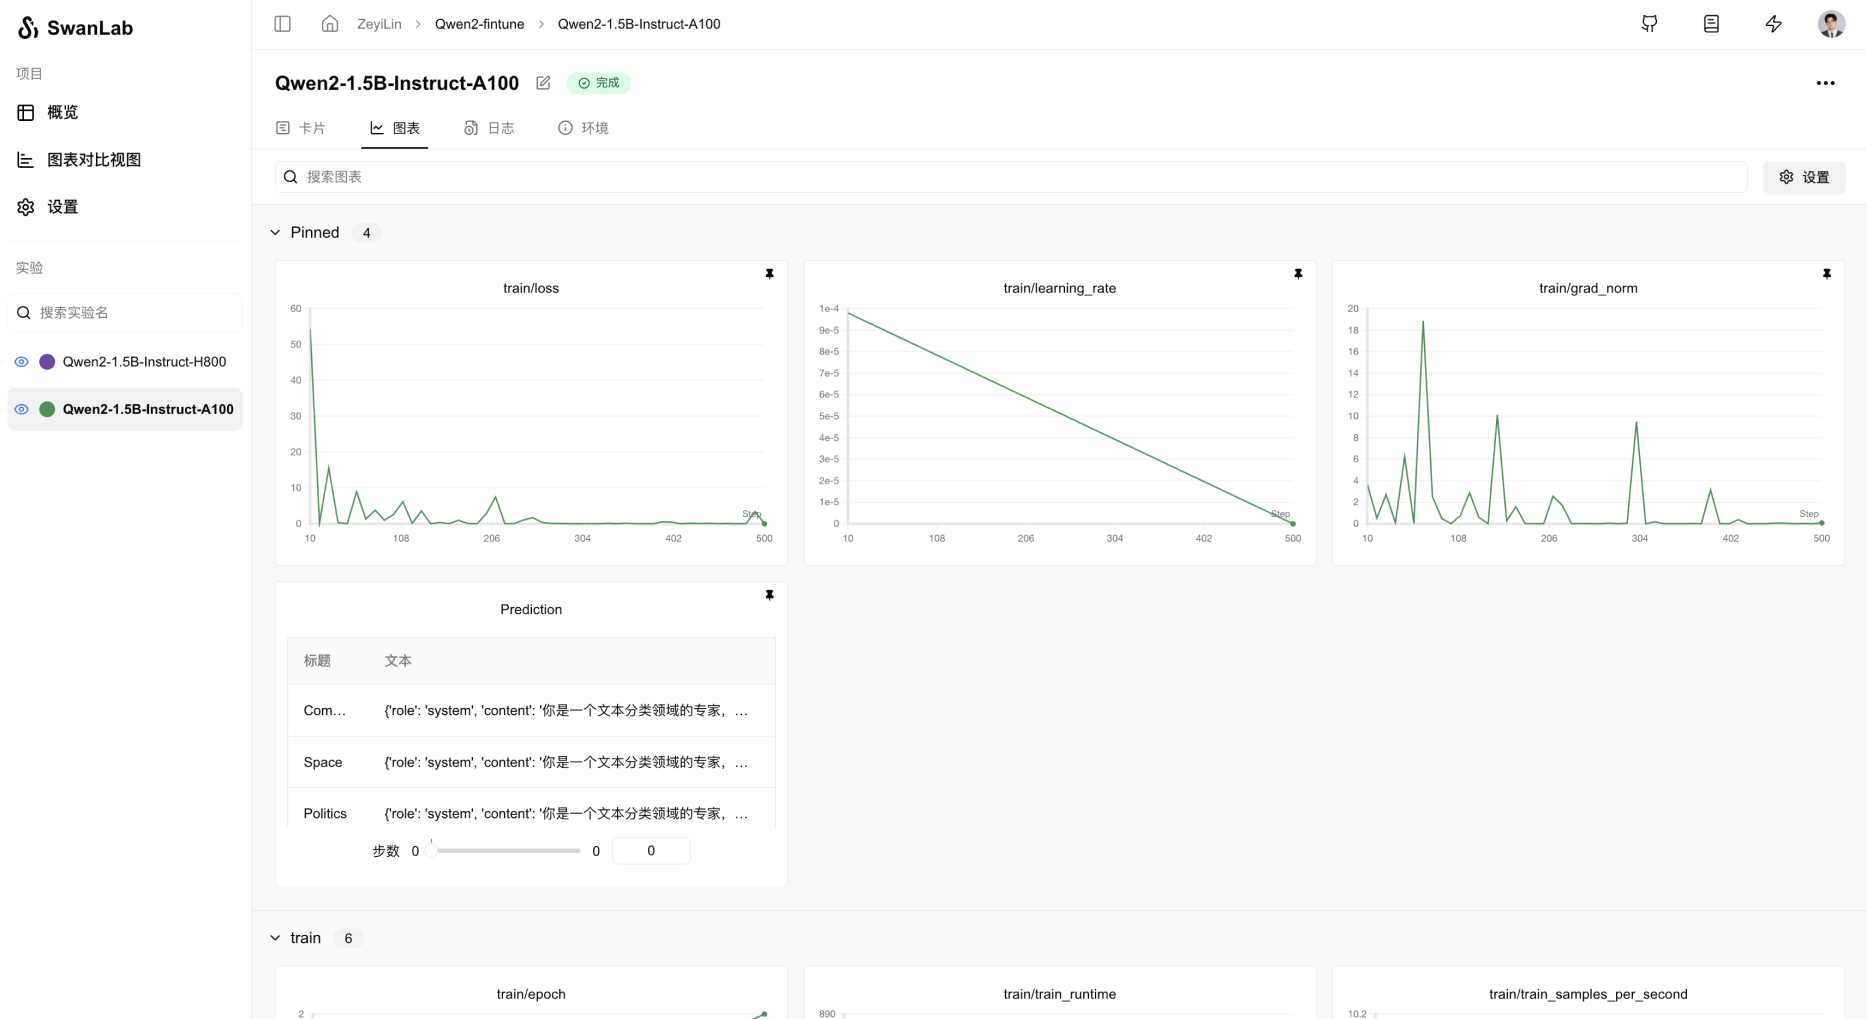 SwanLab
项目
概览
图表对比视图
设置
实验
搜索实验名
Qwen2-1.5B-Instruct-H800
Qwen2-1.5B-Instruct-A100
ZeyiLin > Qwen2-fintune > Qwen2-1.5B-Instruct-A100
Qwen2-1.5B-Instruct-A100 完成
卡片 图表 日志 环境
搜索图表 设置
Pinned 4
train/loss
60
50
40
30
20
10
0
Step
10 108 206 304 402 500
train/learning_rate
1e-4
9e-5
8e-5
7e-5
6e-5
5e-5
4e-5
3e-5
2e-5
1e-5
0
Step
10 108 206 304 402 500
train/grad_norm
20
18
16
14
12
10
8
6
4
2
0
Step
10 108 206 304 402 500
Prediction
标题 文本
Com... {'role': 'system', 'content': '你是一个文本分类领域的专家，...
Space {'role': 'system', 'content': '你是一个文本分类领域的专家，...
Politics {'role': 'system', 'content': '你是一个文本分类领域的专家，...
步数 0 0 0
train 6
train/epoch
2
train/train_runtime
890
train/train_samples_per_second
10.2